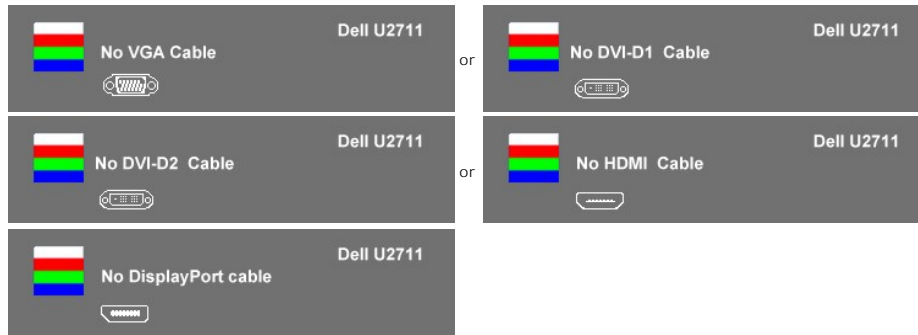 Dell U2711
No VGA Cable
or
Dell U2711
No DVI-D1  Cable
Dell U2711
No DVI-D2  Cable
or
Dell U2711
No HDMI  Cable
Dell U2711
No DisplayPort cable